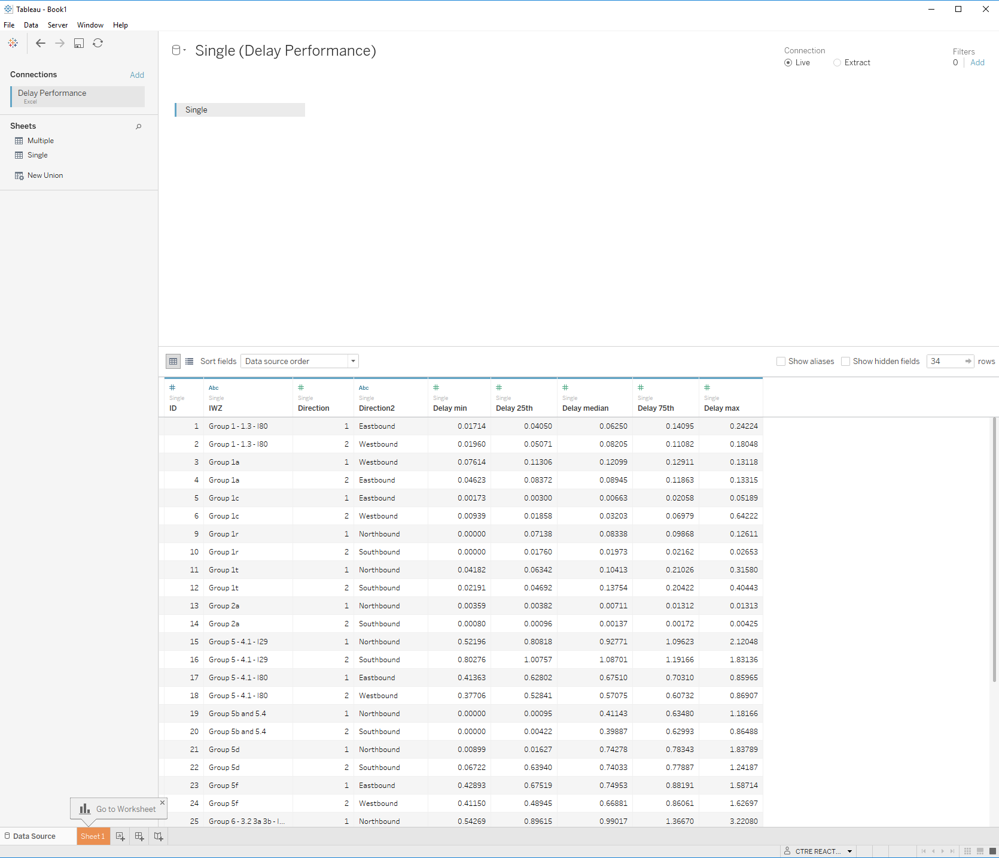 Tableau - Book1
File Data Server Window Help
Single (Delay Performance)
Connection
Live Extract
Filters
0 Add
Connections Add
Delay Performance
Excel
Single
Sheets
Multiple
Single
New Union
Sort fields Data source order Show aliases Show hidden fields 34 rows
# Abc # Abc # # # # #
Single Single Single Single Single Single Single Single Single
ID IWZ Direction Direction2 Delay min Delay 25th Delay median Delay 75th Delay max
1 Group 1 - 1.3 - I80 1 Eastbound 0.01714 0.04050 0.06250 0.14095 0.24224
2 Group 1 - 1.3 - I80 2 Westbound 0.01960 0.05071 0.08205 0.11082 0.18048
3 Group 1a 1 Westbound 0.07614 0.11306 0.12099 0.12911 0.13118
4 Group 1a 2 Eastbound 0.04623 0.08372 0.08945 0.11863 0.13315
5 Group 1c 1 Eastbound 0.00173 0.00300 0.00663 0.02058 0.05189
6 Group 1c 2 Westbound 0.00939 0.01858 0.03203 0.06979 0.64222
9 Group 1r 1 Northbound 0.00000 0.07138 0.08338 0.09868 0.12611
10 Group 1r 2 Southbound 0.00000 0.01760 0.01973 0.02162 0.02653
11 Group 1t 1 Northbound 0.04182 0.06342 0.10413 0.21026 0.31580
12 Group 1t 2 Southbound 0.02191 0.04692 0.13754 0.20422 0.40443
13 Group 2a 1 Northbound 0.00359 0.00382 0.00711 0.01312 0.01313
14 Group 2a 2 Southbound 0.00080 0.00096 0.00137 0.00172 0.00425
15 Group 5 - 4.1 - I29 1 Northbound 0.52196 0.80818 0.92771 1.09623 2.12048
16 Group 5 - 4.1 - I29 2 Southbound 0.80276 1.00757 1.08701 1.19166 1.83136
17 Group 5 - 4.1 - I80 1 Eastbound 0.41363 0.62802 0.67510 0.70310 0.85965
18 Group 5 - 4.1 - I80 2 Westbound 0.37706 0.52841 0.57075 0.60732 0.86907
19 Group 5b and 5.4 1 Northbound 0.00000 0.00095 0.41143 0.63480 1.18166
20 Group 5b and 5.4 2 Southbound 0.00000 0.00422 0.39887 0.62993 0.86488
21 Group 5d 1 Northbound 0.00899 0.01627 0.74278 0.78343 1.83789
22 Group 5d 2 Southbound 0.06722 0.63940 0.74033 0.77887 1.24187
23 Group 5f 1 Eastbound 0.42893 0.67519 0.74953 0.88191 1.58714
24 Group 5f 2 Westbound 0.41150 0.48945 0.66881 0.86061 1.62697
25 Group 6 - 3.2 3a 3b - I... 1 Northbound 0.54269 0.89615 0.99017 1.36670 3.22080
Go to Worksheet
Data Source Sheet 1
CTRE REACT...